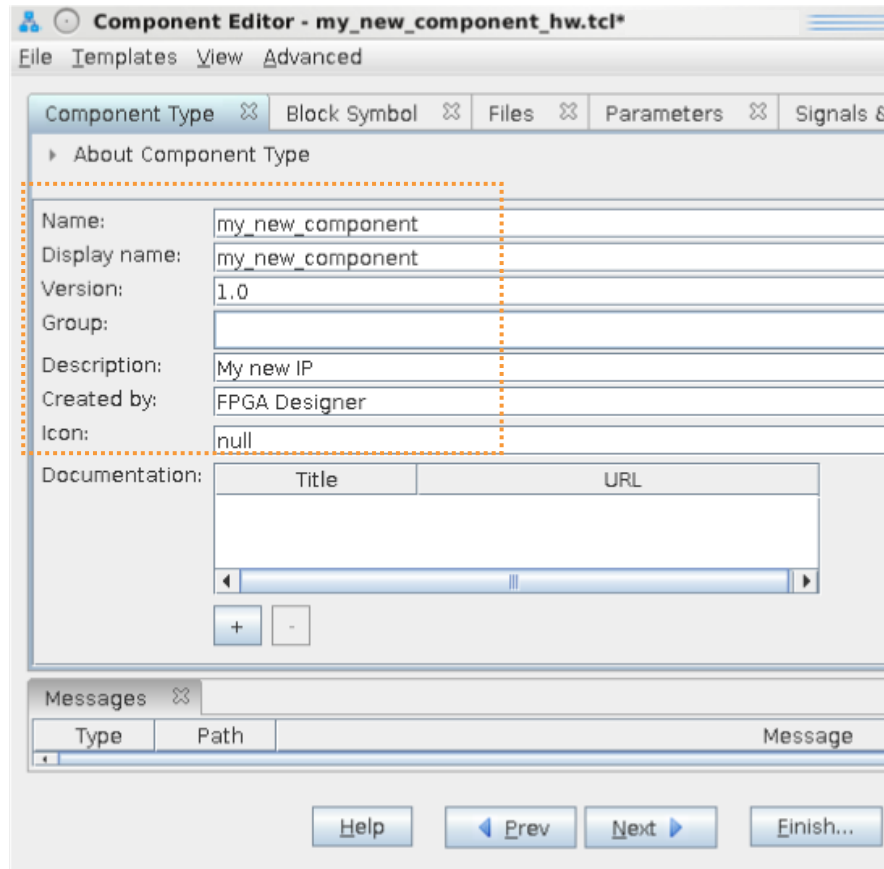 Component Editor - my_new_component_hw.tcl*
File Templates View Advanced
Component Type Block Symbol Files Parameters Signals &
About Component Type
Name: my_new_component
Display name: my_new_component
Version: 1.0
Group:
Description: My new IP
Created by: FPGA Designer
Icon: null
Documentation: Title URL
+ -
Messages
Type Path Message
Help Prev Next Finish...